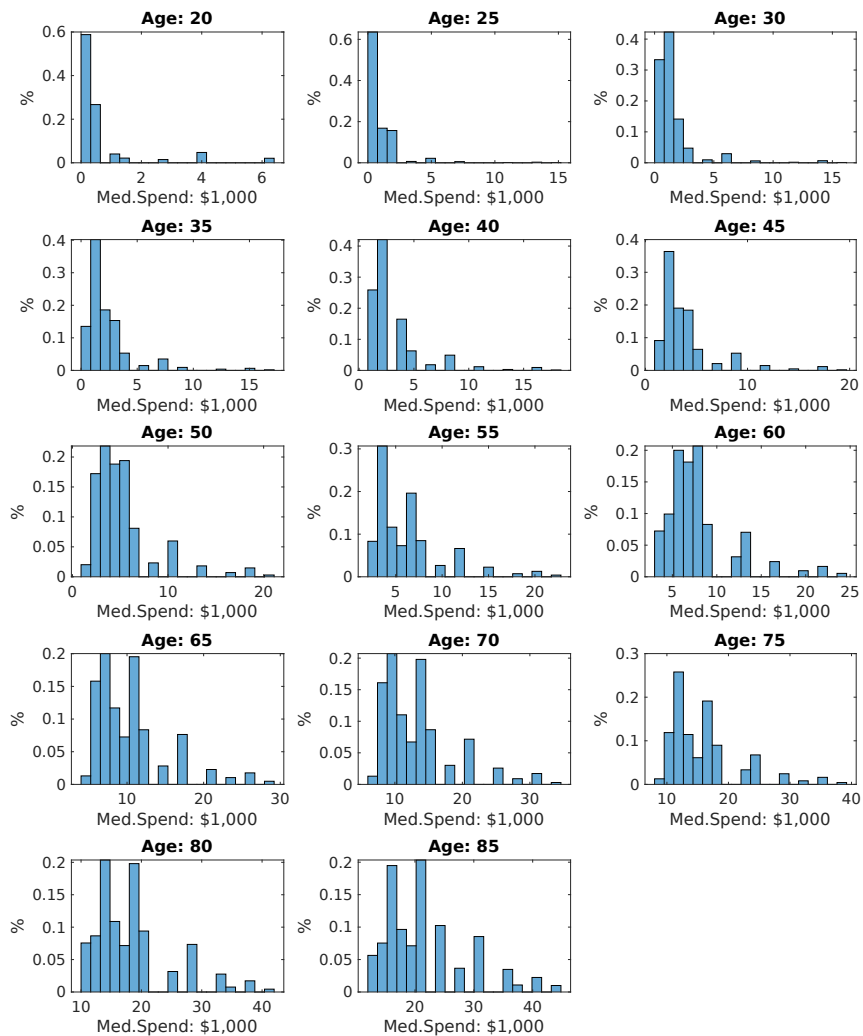 Age: 20
0.6
0.4
0.2
0
%
0 2 4 6
Med.Spend: $1,000
Age: 25
0.6
0.4
0.2
0
%
0 5 10 15
Med.Spend: $1,000
Age: 30
0.4
0.3
0.2
0.1
0
%
0 5 10 15
Med.Spend: $1,000
Age: 35
0.4
0.3
0.2
0.1
0
%
0 5 10 15
Med.Spend: $1,000
Age: 40
0.4
0.3
0.2
0.1
0
%
5 10 15
Med.Spend: $1,000
Age: 45
0.4
0.3
0.2
0.1
0
%
0 10 20
Med.Spend: $1,000
Age: 50
0.2
0.15
0.1
0.05
0
%
0 10 20
Med.Spend: $1,000
Age: 55
0.3
0.2
0.1
0
%
5 10 15 20
Med.Spend: $1,000
Age: 60
0.2
0.15
0.1
0.05
0
%
5 10 15 20 25
Med.Spend: $1,000
Age: 65
0.2
0.15
0.1
0.05
0
%
10 20 30
Med.Spend: $1,000
Age: 70
0.2
0.15
0.1
0.05
0
%
10 20 30
Med.Spend: $1,000
Age: 75
0.3
0.2
0.1
0
%
10 20 30 40
Med.Spend: $1,000
Age: 80
0.2
0.15
0.1
0.05
0
%
10 20 30 40
Med.Spend: $1,000
Age: 85
0.2
0.15
0.1
0.05
0
%
20 30 40
Med.Spend: $1,000